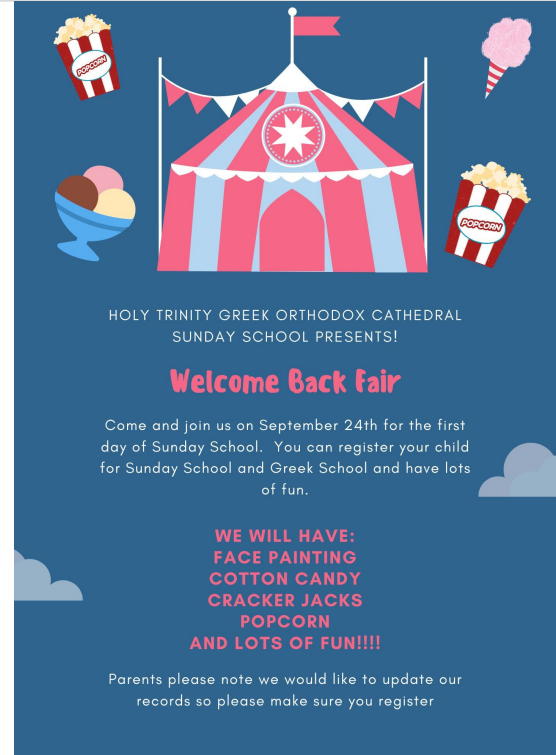 POPCORN
POPCORN
HOLY TRINITY GREEK ORTHODOX CATHEDRAL
SUNDAY SCHOOL PRESENTS!
Welcome Back Fair
Come and join us on September 24th for the first
day of Sunday School.  You can register your child
for Sunday School and Greek School and have lots
of fun.
WE WILL HAVE:
FACE PAINTING
COTTON CANDY
CRACKER JACKS
POPCORN
AND LOTS OF FUN!!!!
Parents please note we would like to update our
records so please make sure you register